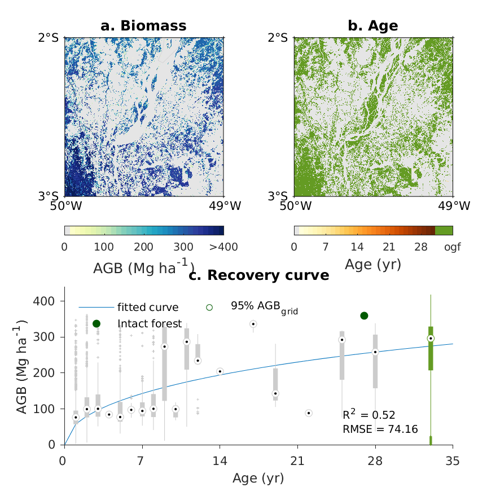 a. Biomass
b. Age
2°S
3°S
50°W
49°W
2°S
3°S
50°W
49°W
0 100 200 300 >400
AGB (Mg ha⁻¹)
0 7 14 21 28 ogf
Age (yr)
c. Recovery curve
fitted curve
95% AGB_grid
Intact forest
AGB (Mg ha⁻¹)
400
300
200
100
0
R² = 0.52
RMSE = 74.16
0 7 14 21 28 35
Age (yr)